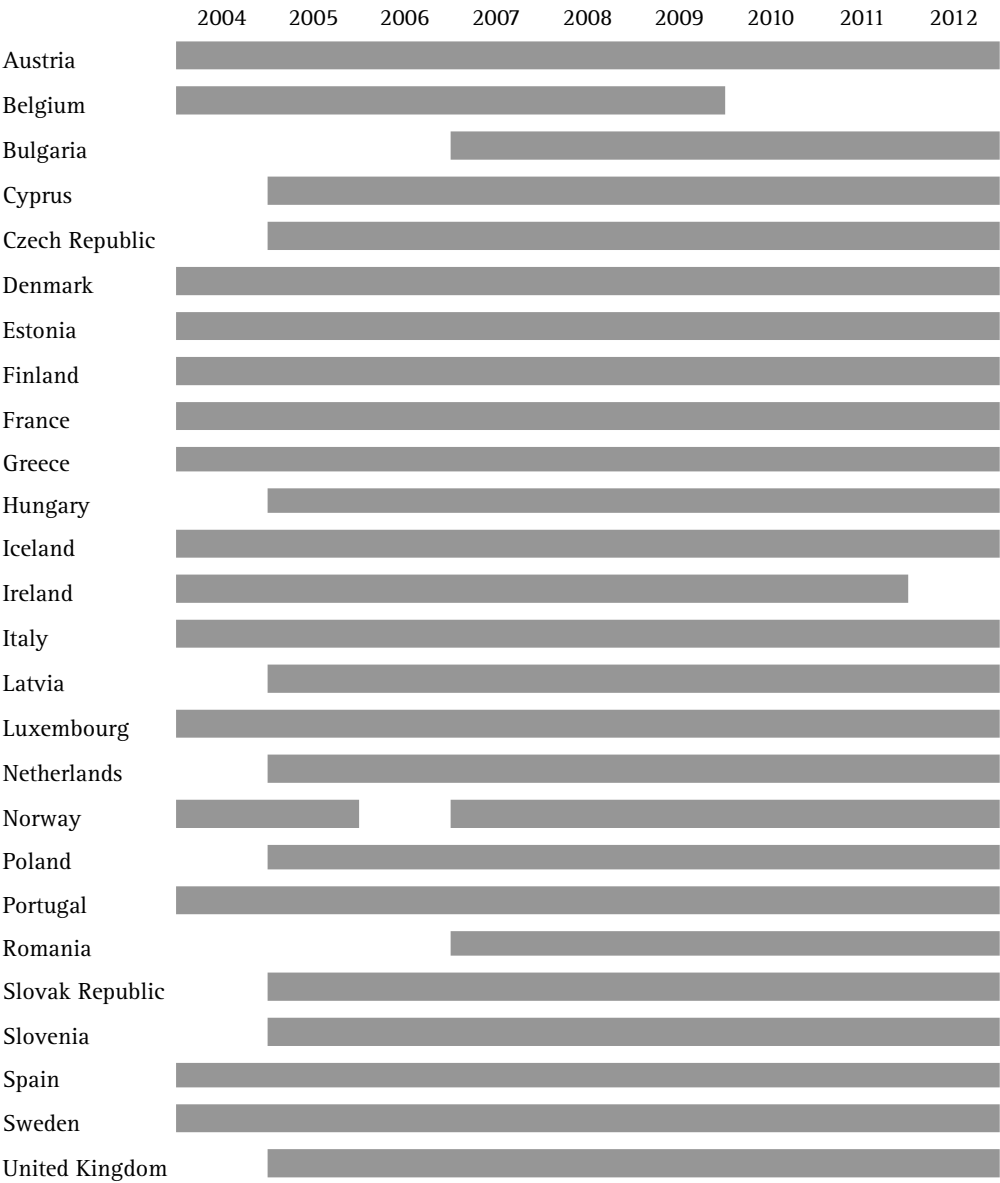 2004 2005 2006 2007 2008 2009 2010 2011 2012
Austria
Belgium
Bulgaria
Cyprus
Czech Republic
Denmark
Estonia
Finland
France
Greece
Hungary
Iceland
Ireland
Italy
Latvia
Luxembourg
Netherlands
Norway
Poland
Portugal
Romania
Slovak Republic
Slovenia
Spain
Sweden
United Kingdom